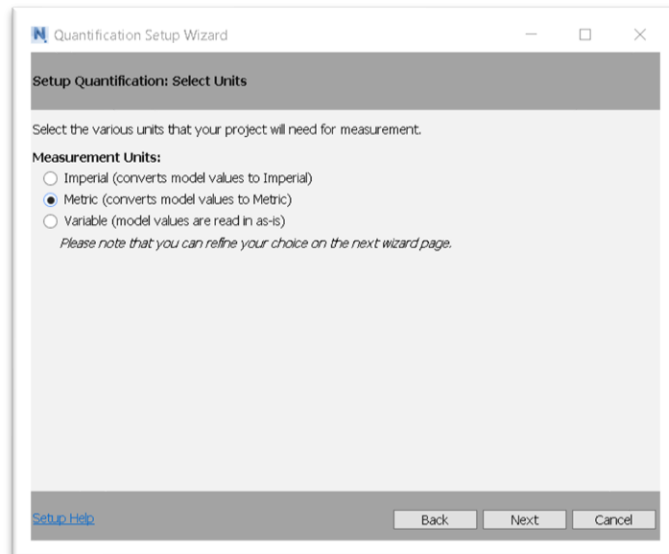 Quantification Setup Wizard
Setup Quantification: Select Units
Select the various units that your project will need for measurement.
Measurement Units:
Imperial (converts model values to Imperial)
Metric (converts model values to Metric)
Variable (model values are read in as-is)
Please note that you can refine your choice on the next wizard page.
Setup Help
Back
Next
Cancel